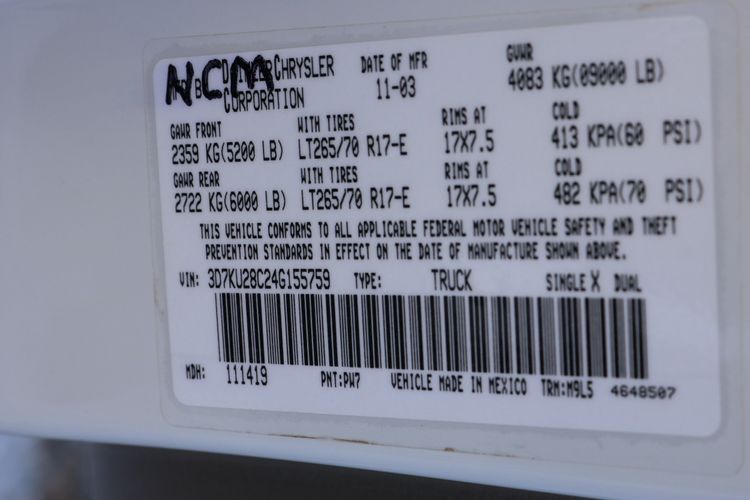 NCM CHRYSLER DATE OF MFR GVWR
CORPORATION 11-03 4083 KG(09000 LB)
GAWR FRONT WITH TIRES RIMS AT COLD
2359 KG(5200 LB) LT265/70 R17-E 17X7.5 413 KPA(60 PSI)
GAWR REAR WITH TIRES RIMS AT COLD
2722 KG(6000 LB) LT265/70 R17-E 17X7.5 482 KPA(70 PSI)
THIS VEHICLE CONFORMS TO ALL APPLICABLE FEDERAL MOTOR VEHICLE SAFETY AND THEFT
PREVENTION STANDARDS IN EFFECT ON THE DATE OF MANUFACTURE SHOWN ABOVE.
VIN: 3D7KU28C24G155759 TYPE: TRUCK SINGLE X DUAL
MDH: 111419 PNT:PW7 VEHICLE MADE IN MEXICO TRM:M9L5 4648507